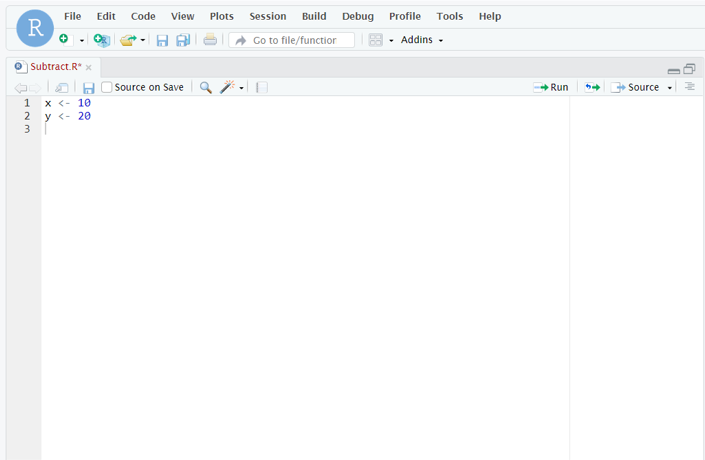 R
File Edit Code View Plots Session Build Debug Profile Tools Help
Go to file/function
Addins
Subtract.R*
Source on Save
Run
Source
1 x <- 10
2 y <- 20
3